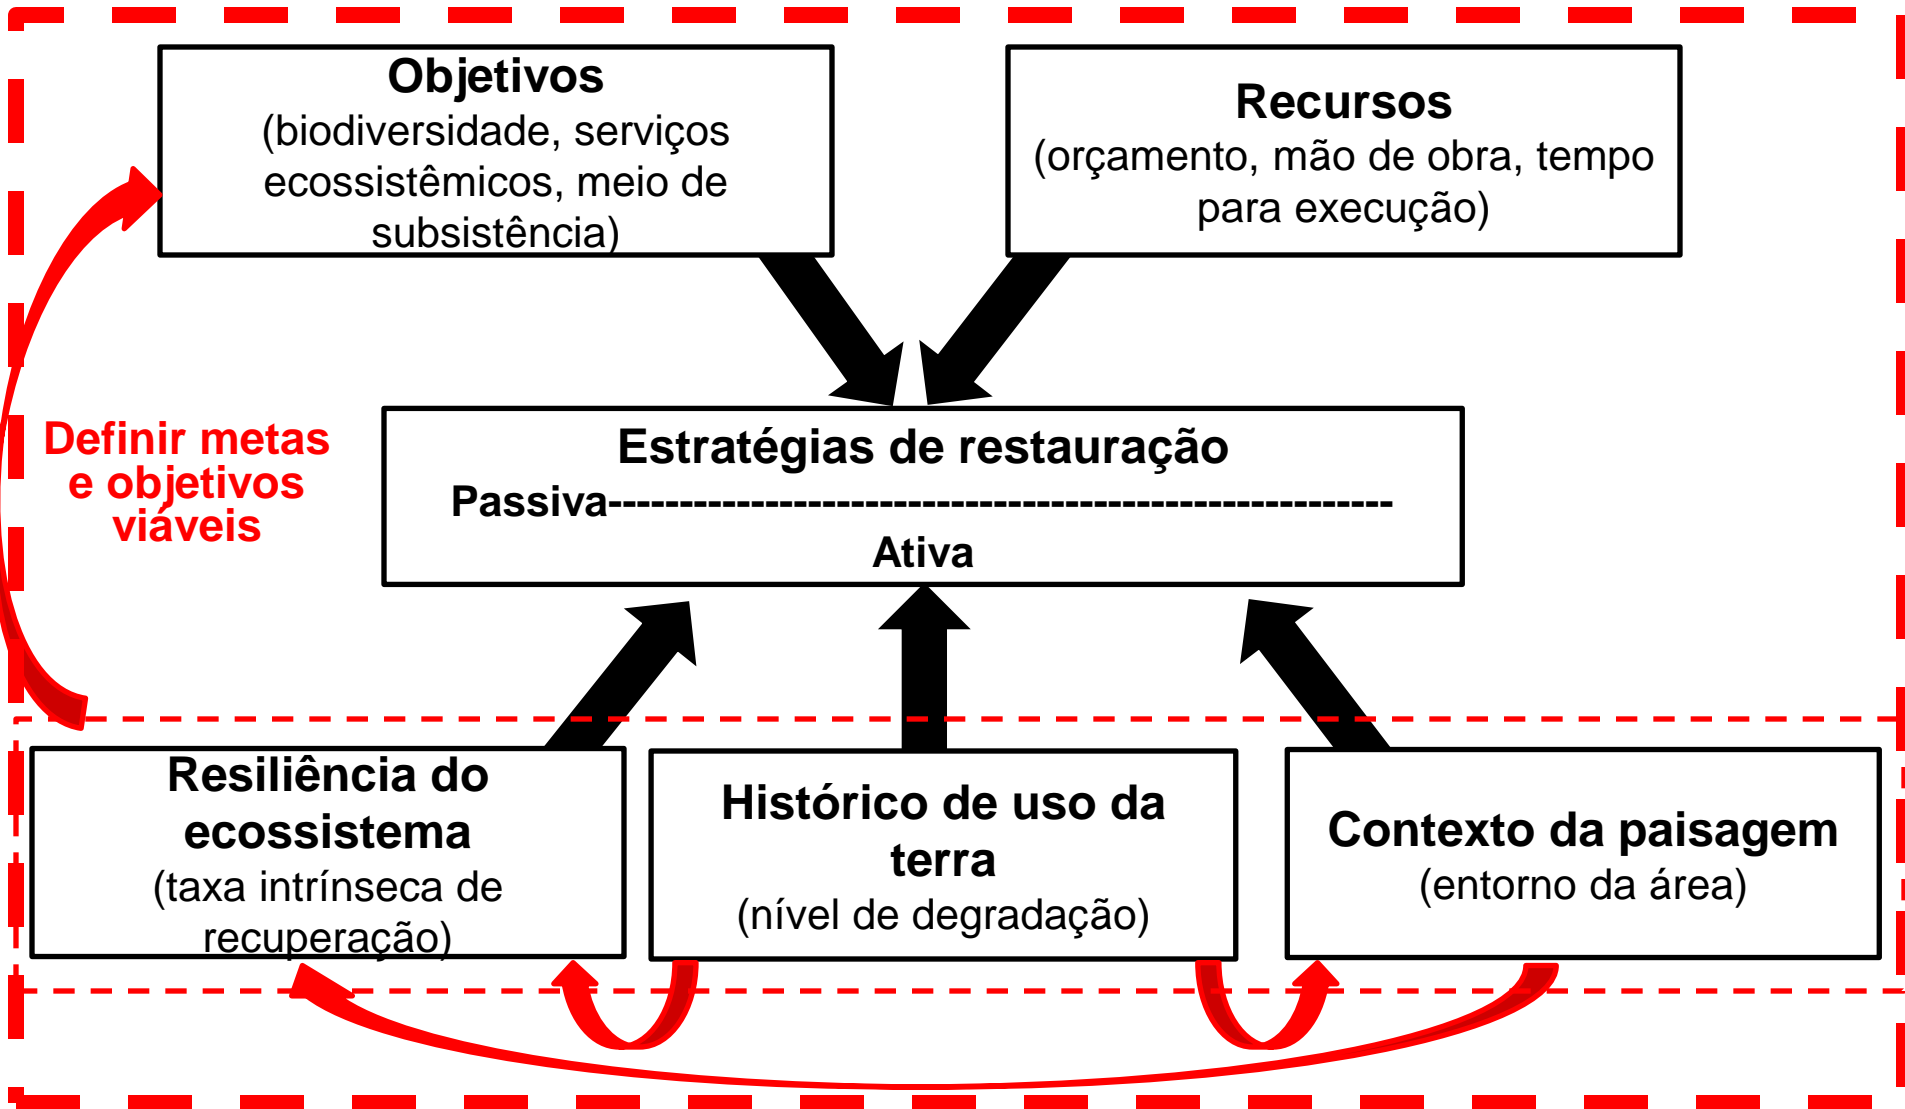 Objetivos
(biodiversidade, serviços
ecossistêmicos, meio de
subsistência)
Recursos
(orçamento, mão de obra, tempo
para execução)
Definir metas
e objetivos
viáveis
Estratégias de restauração
Passiva-------------------------------------------------------
Ativa
Resiliência do
ecossistema
(taxa intrínseca de
recuperação)
Histórico de uso da
terra
(nível de degradação)
Contexto da paisagem
(entorno da área)